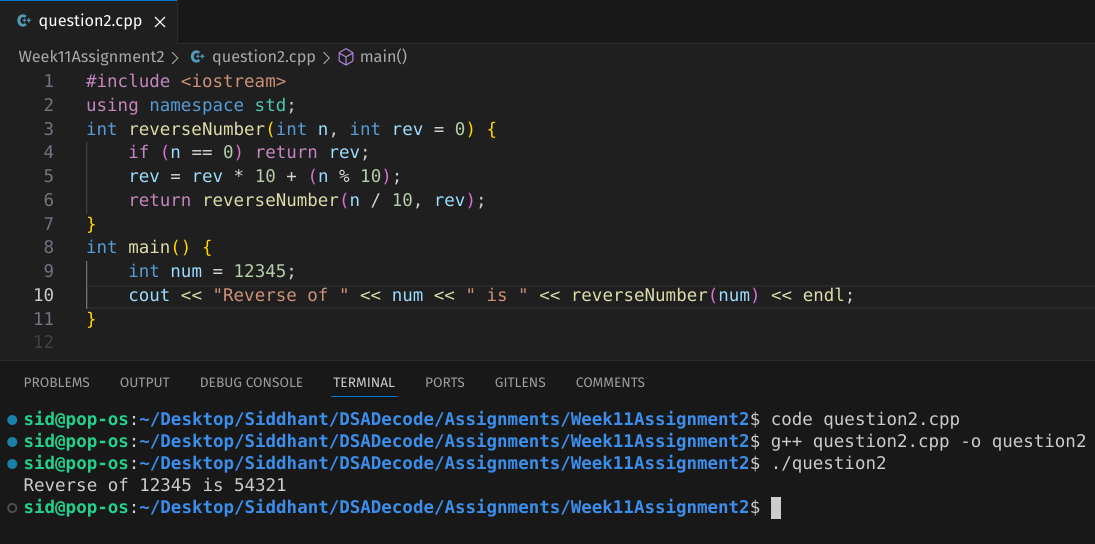 question2.cpp
Week11Assignment2 > question2.cpp > main()
1 #include <iostream>
2 using namespace std;
3 int reverseNumber(int n, int rev = 0) {
4     if (n == 0) return rev;
5     rev = rev * 10 + (n % 10);
6     return reverseNumber(n / 10, rev);
7 }
8 int main() {
9     int num = 12345;
10     cout << "Reverse of " << num << " is " << reverseNumber(num) << endl;
11 }
12
PROBLEMS OUTPUT DEBUG CONSOLE TERMINAL PORTS GITLENS COMMENTS
sid@pop-os:~/Desktop/Siddhant/DSADecode/Assignments/Week11Assignment2$ code question2.cpp
sid@pop-os:~/Desktop/Siddhant/DSADecode/Assignments/Week11Assignment2$ g++ question2.cpp -o question2
sid@pop-os:~/Desktop/Siddhant/DSADecode/Assignments/Week11Assignment2$ ./question2
Reverse of 12345 is 54321
sid@pop-os:~/Desktop/Siddhant/DSADecode/Assignments/Week11Assignment2$